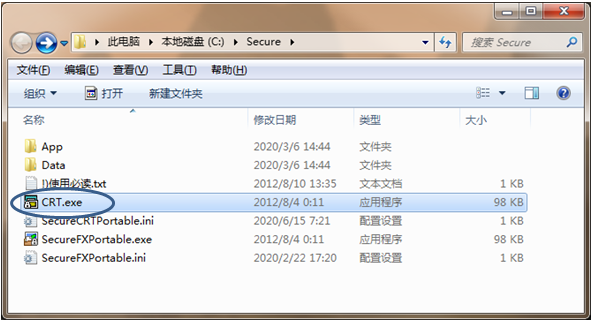 此电脑 本地磁盘 (C:) Secure 搜索 Secure
文件(F) 编辑(E) 查看(V) 工具(T) 帮助(H)
组织 打开 新建文件夹
名称 修改日期 类型 大小
App 2020/3/6 14:44 文件夹
Data 2020/3/6 14:44 文件夹
!)使用必读.txt 2012/8/10 13:35 文本文档 1 KB
CRT.exe 2012/8/4 0:11 应用程序 98 KB
SecureCRTPortable.ini 2020/6/15 7:21 配置设置 1 KB
SecureFXPortable.exe 2012/8/4 0:11 应用程序 98 KB
SecureFXPortable.ini 2020/2/22 17:20 配置设置 1 KB